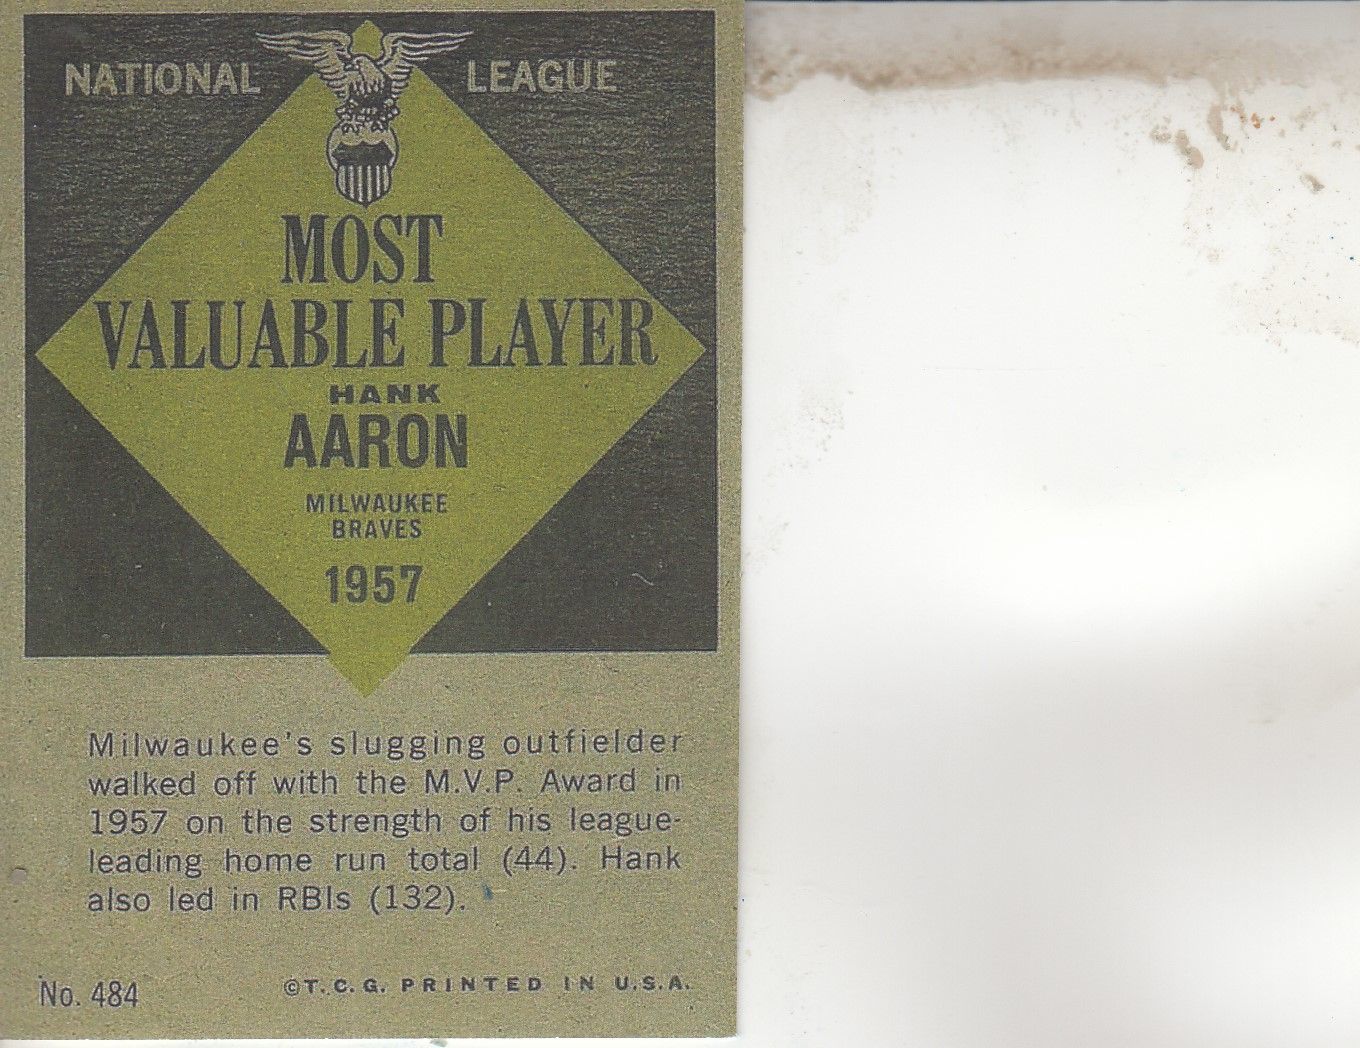 NATIONAL LEAGUE
MOST
VALUABLE PLAYER
HANK
AARON
MILWAUKEE
BRAVES
1957
Milwaukee's slugging outfielder
walked off with the M.V.P. Award in
1957 on the strength of his league-
leading home run total (44). Hank
also led in RBIs (132).
No. 484 ©T.C.G. PRINTED IN U.S.A.